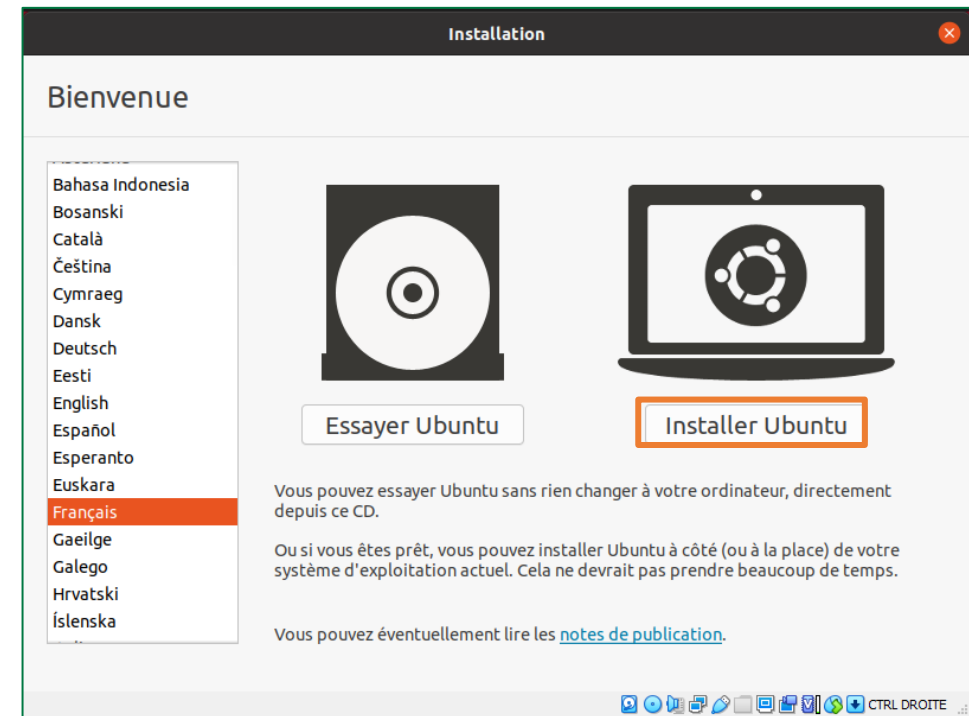 Installation
Bienvenue
Bahasa Indonesia
Bosanski
Català
Čeština
Cymraeg
Dansk
Deutsch
Eesti
English
Español
Esperanto
Euskara
Français
Gaeilge
Galego
Hrvatski
Íslenska
Essayer Ubuntu
Installer Ubuntu
Vous pouvez essayer Ubuntu sans rien changer à votre ordinateur, directement
depuis ce CD.
Ou si vous êtes prêt, vous pouvez installer Ubuntu à côté (ou à la place) de votre
système d'exploitation actuel. Cela ne devrait pas prendre beaucoup de temps.
Vous pouvez éventuellement lire les notes de publication.
CTRL DROITE